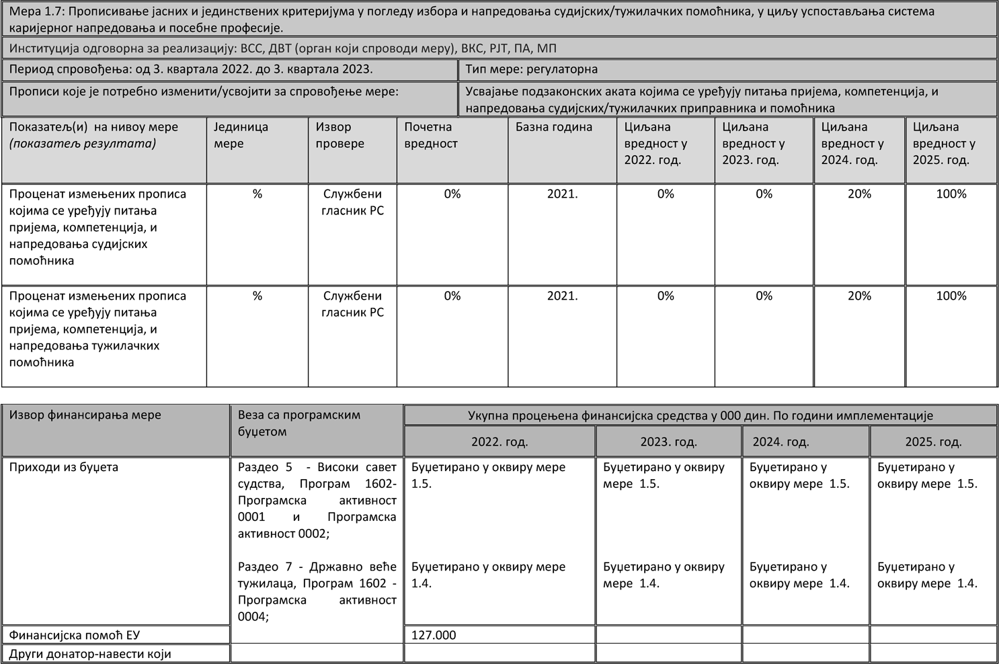 Мера 1.7: Прописивање јасних и јединствених критеријума у погледу избора и напредовања судијских/тужилачких помоћника, у циљу успостављања система
каријерног напредовања и посебне професије.
Институција одговорна за реализацију: ВСС, ДВТ (орган који спроводи меру), ВКС, РЈТ, ПА, МП
Период спровођења: од 3. квартала 2022. до 3. квартала 2023.
Тип мере: регулаторна
Прописи које је потребно изменити/усвојити за спровођење мере:
Усвајање подзаконских аката којима се уређују питања пријема, компетенција, и
напредовања судијских/тужилачких приправника и помоћника
Показатељ(и) на нивоу мере
(показатељ резултата)
Јединица
мере
Извор
провере
Почетна
вредност
Базна година
Циљана
вредност у
2022. год.
Циљана
вредност у
2023. год.
Циљана
вредност у
2024. год.
Циљана
вредност у
2025. год.
Проценат измењених прописа
којима се уређују питања
пријема, компетенција, и
напредовања судијских
помоћника
%
Службени
гласник РС
0%
2021.
0%
0%
20%
100%
Проценат измењених прописа
којима се уређују питања
пријема, компетенција, и
напредовања тужилачких
помоћника
%
Службени
гласник РС
0%
2021.
0%
0%
20%
100%
Извор финансирања мере
Веза са програмским
буџетом
Укупна процењена финансијска средства у 000 дин. По години имплементације
2022. год.
2023. год.
2024. год.
2025. год.
Приходи из буџета
Раздео 5 - Високи савет
судства, Програм 1602-
Програмска активност
0001 и Програмска
активност 0002;
Раздео 7 - Државно веће
тужилаца, Програм 1602 -
Програмска активност
0004;
Буџетирано у оквиру мере
1.5.
Буџетирано у оквиру мере
1.4.
Буџетирано у оквиру
мере 1.5.
Буџетирано у оквиру
мере 1.4.
Буџетирано у
оквиру мере 1.5.
Буџетирано у
оквиру мере 1.4.
Буџетирано у
оквиру мере 1.5.
Буџетирано у
оквиру мере 1.4.
Финансијска помоћ ЕУ
127.000
Други донатор-навести који